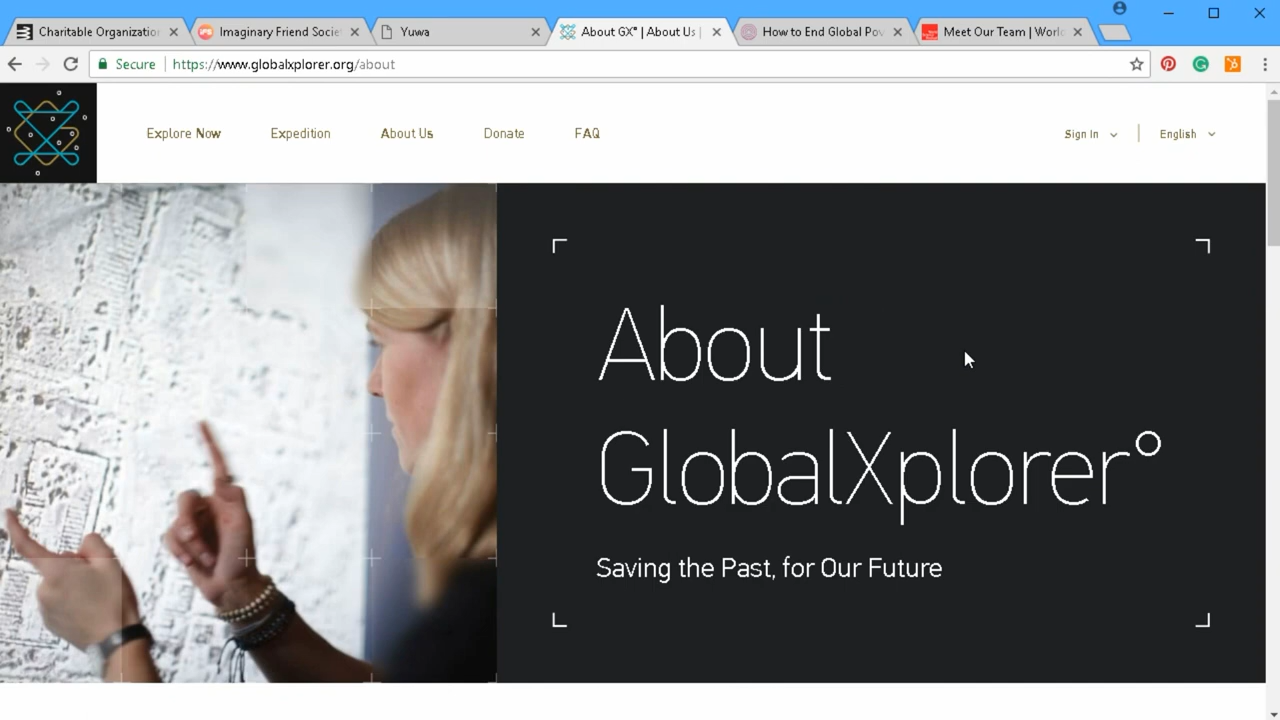 Charitable Organizatio
Imaginary Friend Socie
Yuwa
About GX° | About Us |
How to End Global Pov
Meet Our Team | Worl
Secure
https://www.globalxplorer.org/about
Explore Now
Expedition
About Us
Donate
FAQ
Sign In
English
About
GlobalXplorer°
Saving the Past, for Our Future